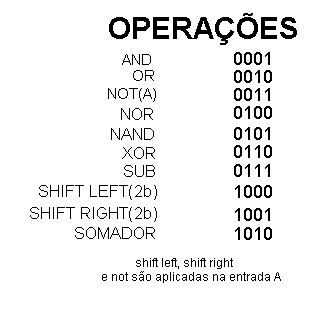 OPERAÇÕES
AND 0001
OR 0010
NOT(A) 0011
NOR 0100
NAND 0101
XOR 0110
SUB 0111
SHIFT LEFT(2b) 1000
SHIFT RIGHT(2b) 1001
SOMADOR 1010
shift left, shift right
e not são aplicadas na entrada A